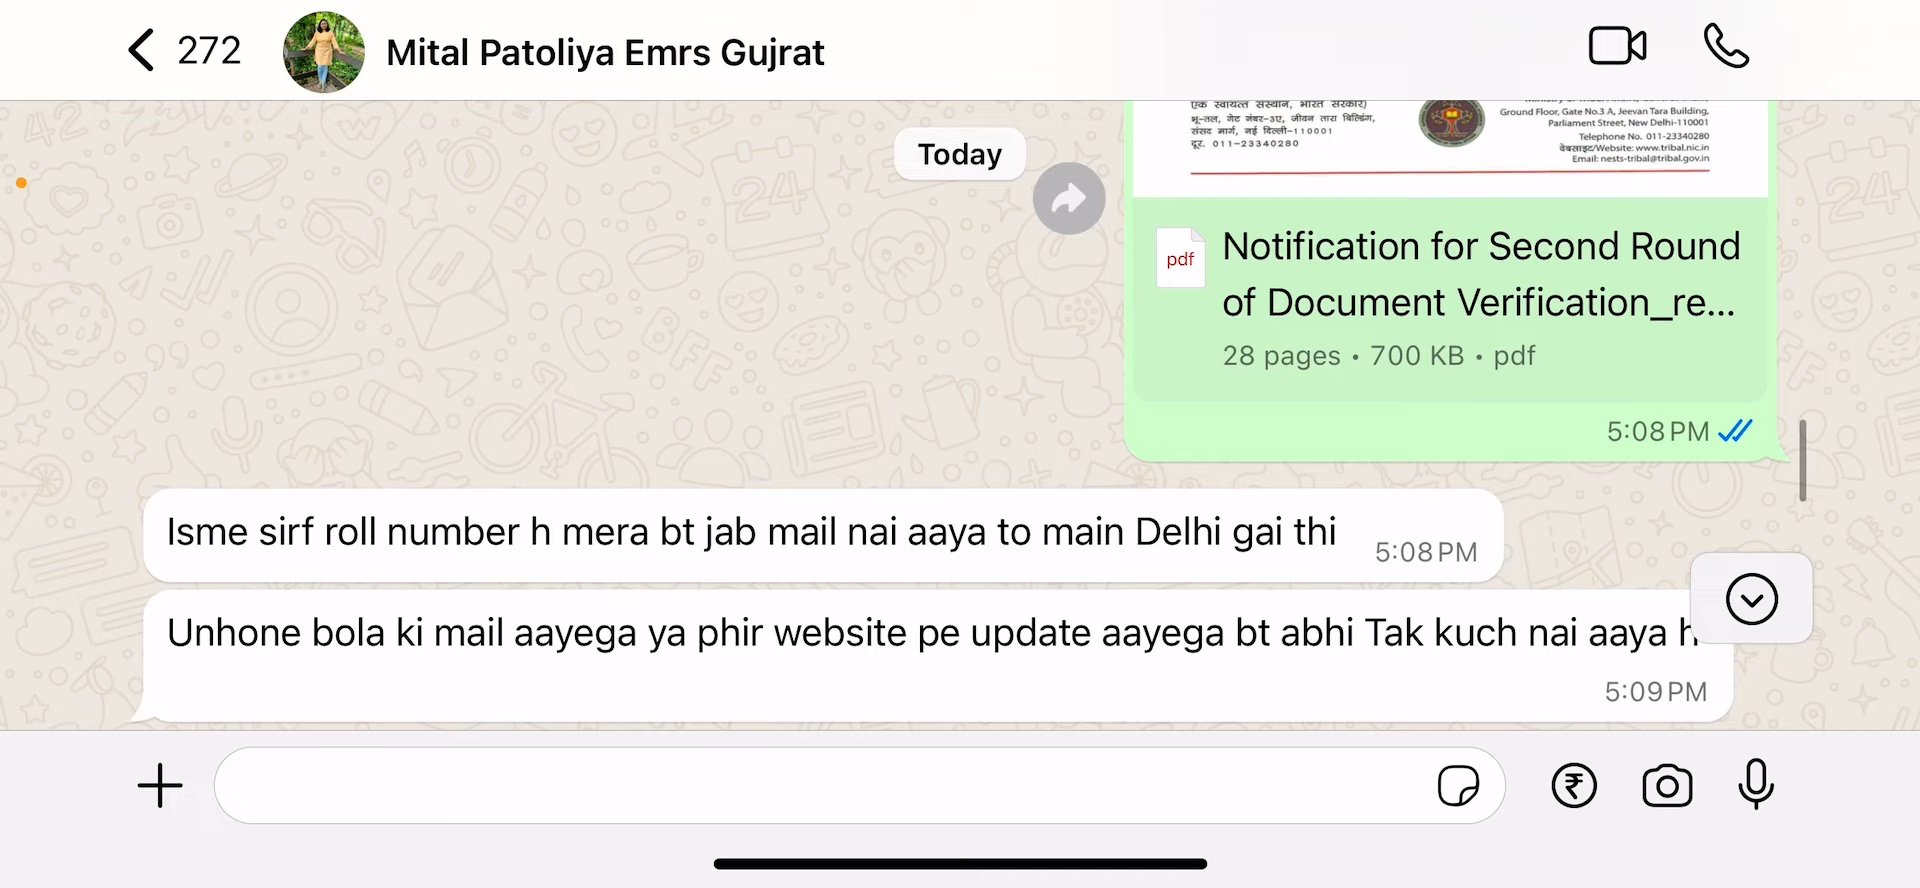 272
Mital Patoliya Emrs Gujrat
एक स्वायत्त संस्थान, भारत सरकार)
भू-तल, गेट नंबर-३ए, जीवन तारा बिल्डिंग,
संसद मार्ग, नई दिल्ली-110001
दूर. 011-23340280
Ground Floor, Gate No.3 A, Jeevan Tara Building,
Parliament Street, New Delhi-110001
Telephone No. 011-23340280
वेबसाइट/Website: www.tribal.nic.in
Email: nests-tribal@tribal.gov.in
Today
pdf
Notification for Second Round
of Document Verification_re...
28 pages • 700 KB • pdf
5:08 PM
Isme sirf roll number h mera bt jab mail nai aaya to main Delhi gai thi
5:08 PM
Unhone bola ki mail aayega ya phir website pe update aayega bt abhi Tak kuch nai aaya h
5:09 PM